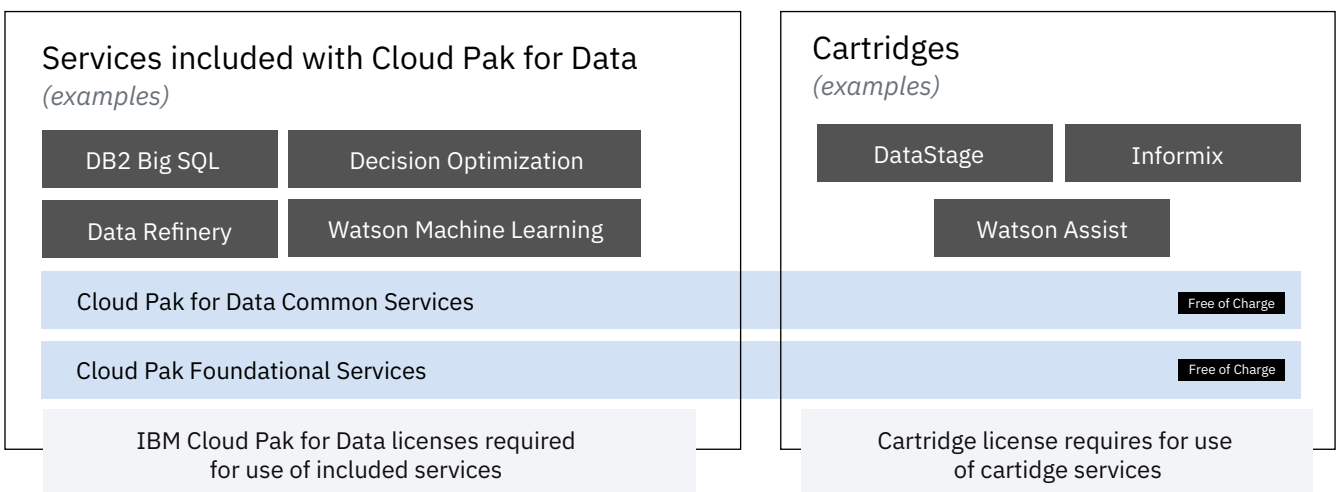 Services included with Cloud Pak for Data
(examples)
DB2 Big SQL
Decision Optimization
Data Refinery
Watson Machine Learning
Cartridges
(examples)
DataStage
Informix
Watson Assist
Cloud Pak for Data Common Services
Free of Charge
Cloud Pak Foundational Services
Free of Charge
IBM Cloud Pak for Data licenses required
for use of included services
Cartridge license requires for use
of cartidge services